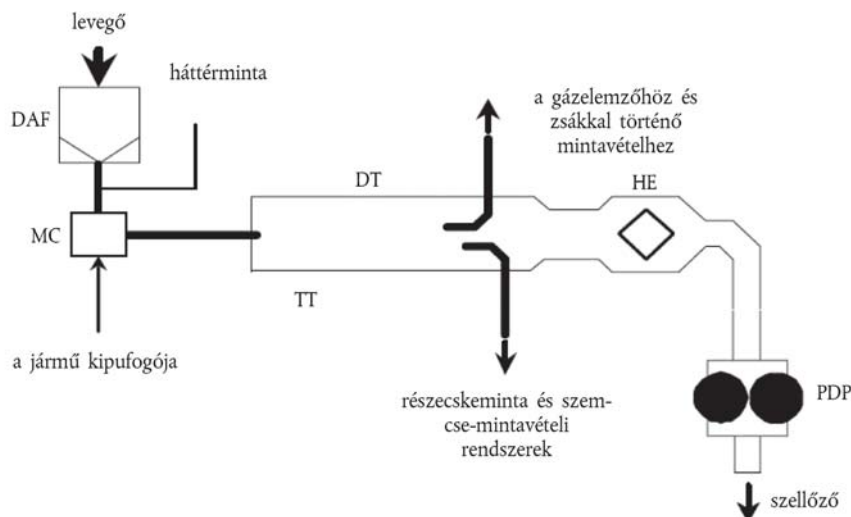 levegő
háttérminta
DAF
a gázelemzőhöz és
zsákkal történő
mintavételhez
DT
HE
MC
TT
a jármű kipufogója
részecskeminta és szem-
cse-mintavételi
rendszerek
PDP
szellőző